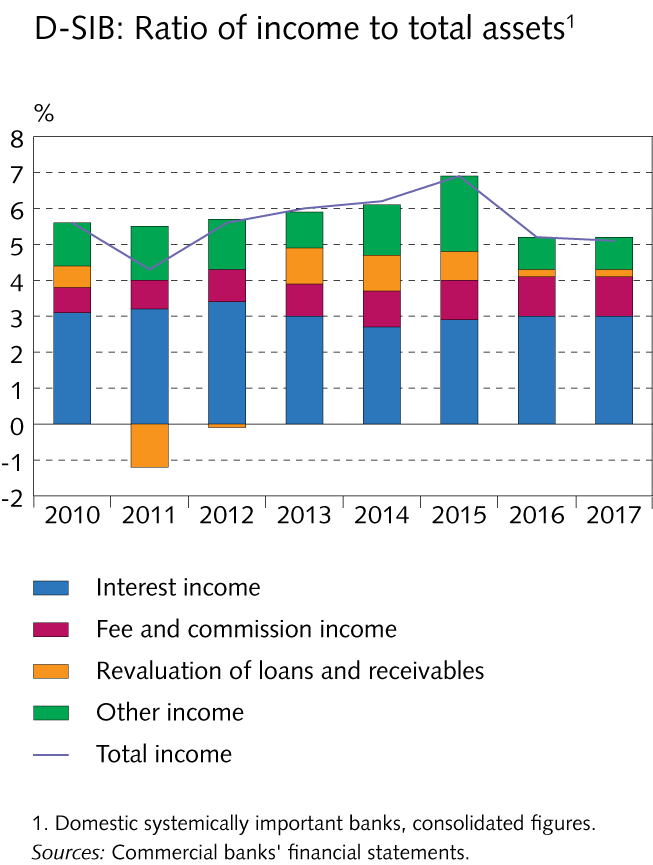 D-SIB: Ratio of income to total assets¹
%
8
7
6
5
4
3
2
1
0
-1
-2
2010 2011 2012 2013 2014 2015 2016 2017
Interest income
Fee and commission income
Revaluation of loans and receivables
Other income
Total income
1. Domestic systemically important banks, consolidated figures.
Sources: Commercial banks' financial statements.